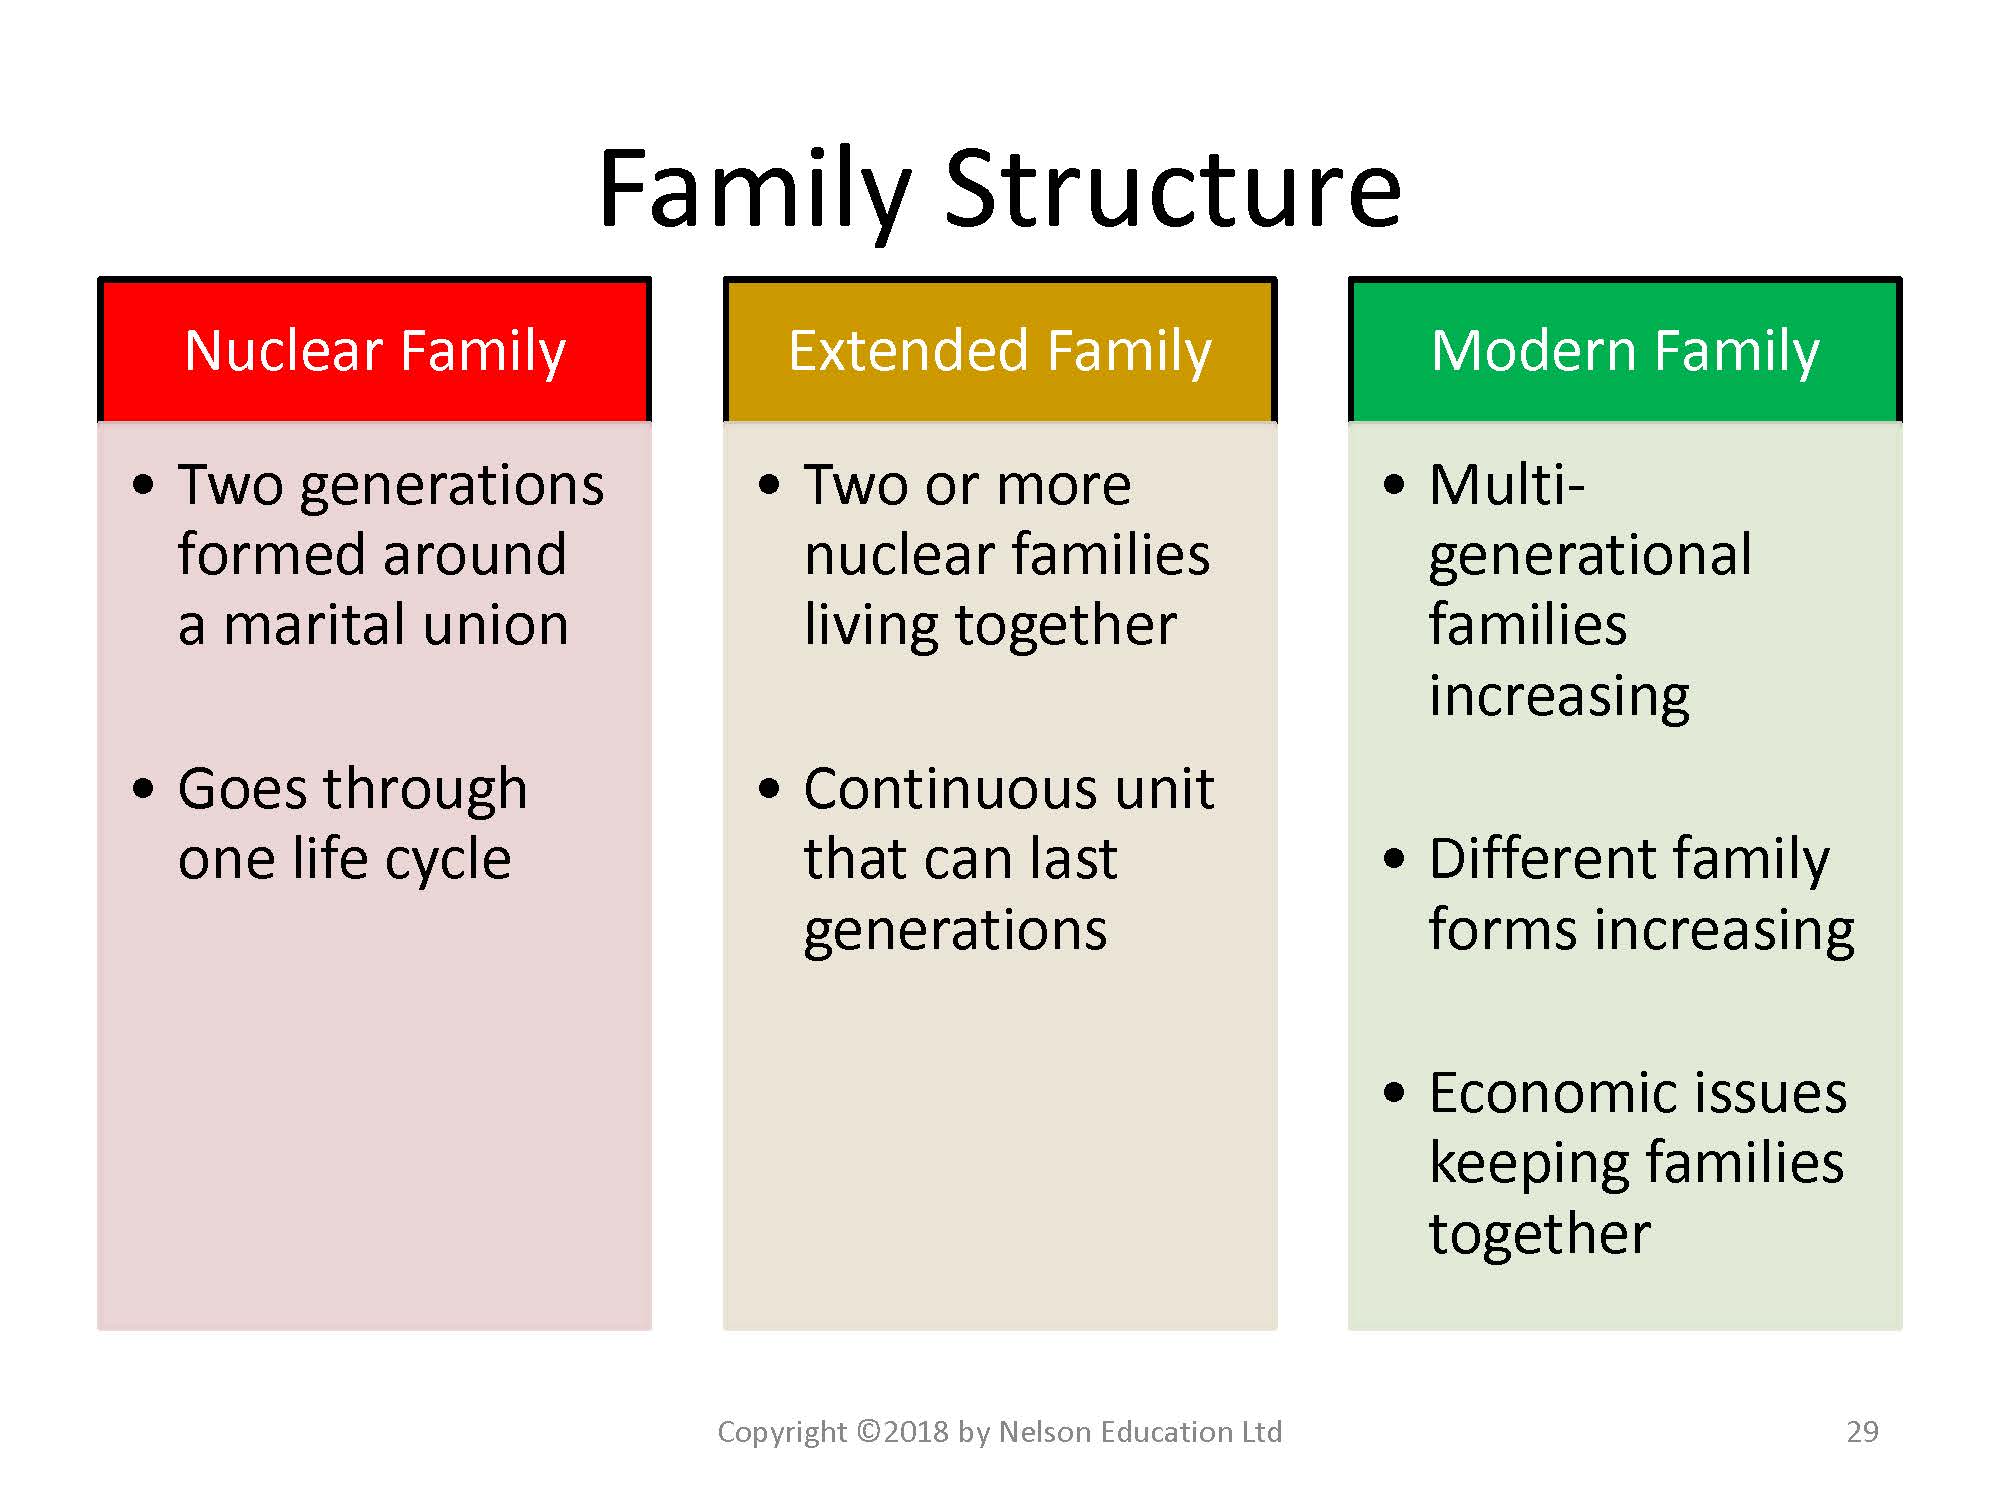 Family Structure
Nuclear Family
• Two generations
formed around
a marital union
• Goes through
one life cycle
Extended Family
• Two or more
nuclear families
living together
• Continuous unit
that can last
generations
Modern Family
• Multi-
generational
families
increasing
• Different family
forms increasing
• Economic issues
keeping families
together
Copyright ©2018 by Nelson Education Ltd
29